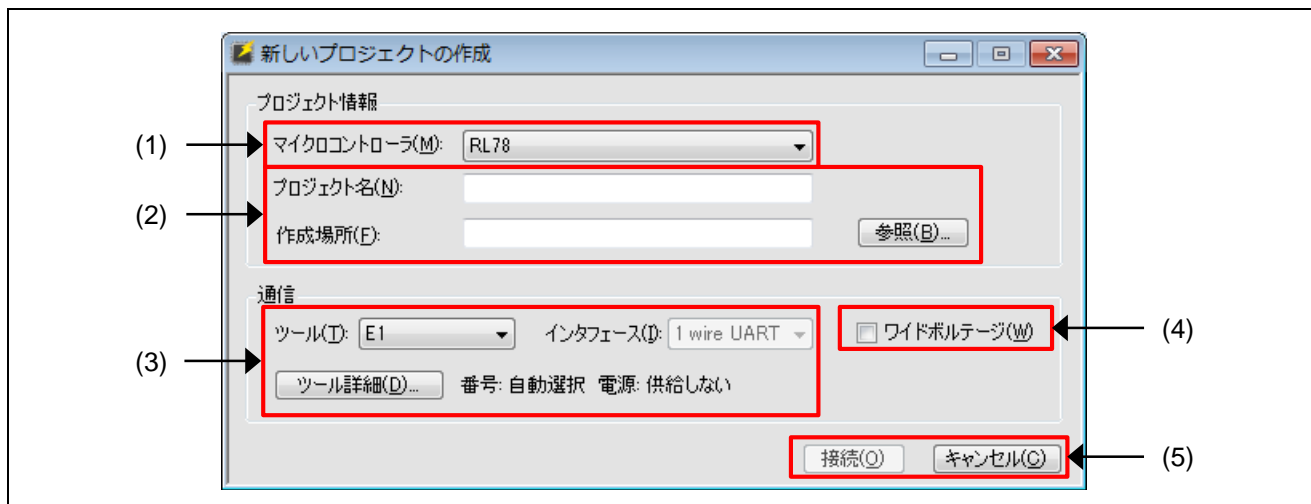 新しいプロジェクトの作成
プロジェクト情報
(1) マイクロコントローラ(M): RL78
プロジェクト名(N):
(2)
作成場所(F): 参照(B)...
通信
ツール(T): E1 インタフェース(I): 1 wire UART ワイドボルテージ(W) (4)
(3)
ツール詳細(D)... 番号: 自動選択 電源: 供給しない
接続(O) キャンセル(C) (5)